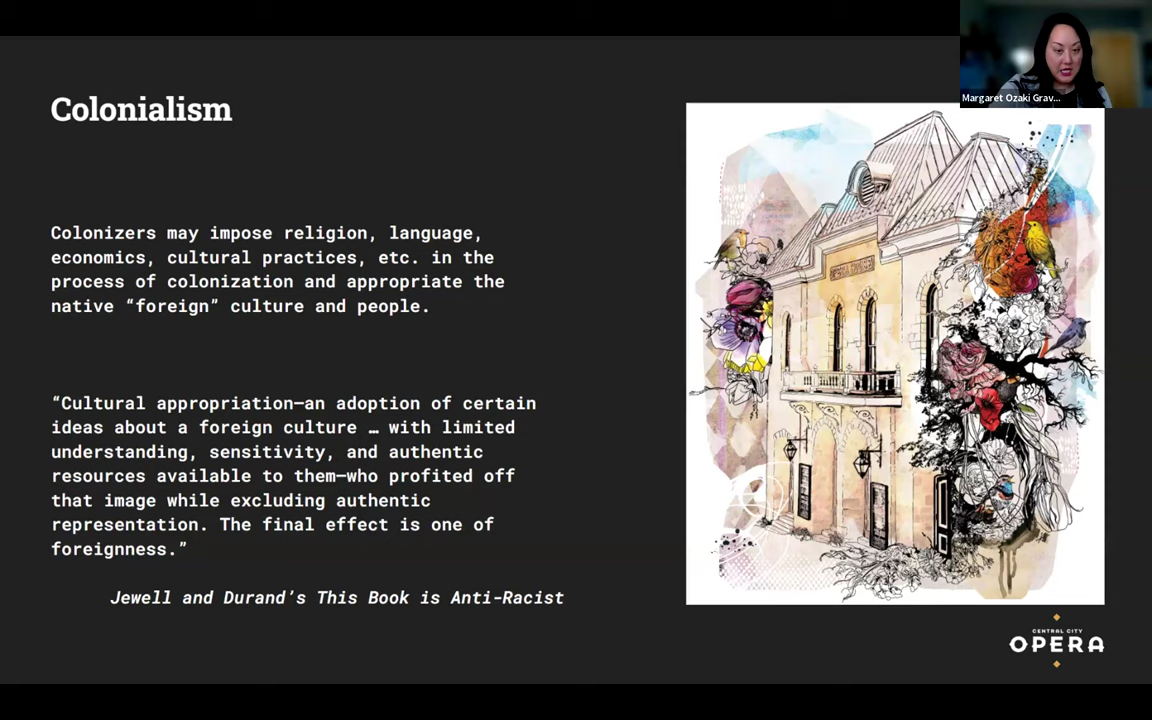 Margaret Ozaki Grav...
Colonialism
Colonizers may impose religion, language,
economics, cultural practices, etc. in the
process of colonization and appropriate the
native “foreign” culture and people.
“Cultural appropriation—an adoption of certain
ideas about a foreign culture … with limited
understanding, sensitivity, and authentic
resources available to them—who profited off
that image while excluding authentic
representation. The final effect is one of
foreignness.”
Jewell and Durand’s This Book is Anti-Racist
CENTRAL CITY
OPERA